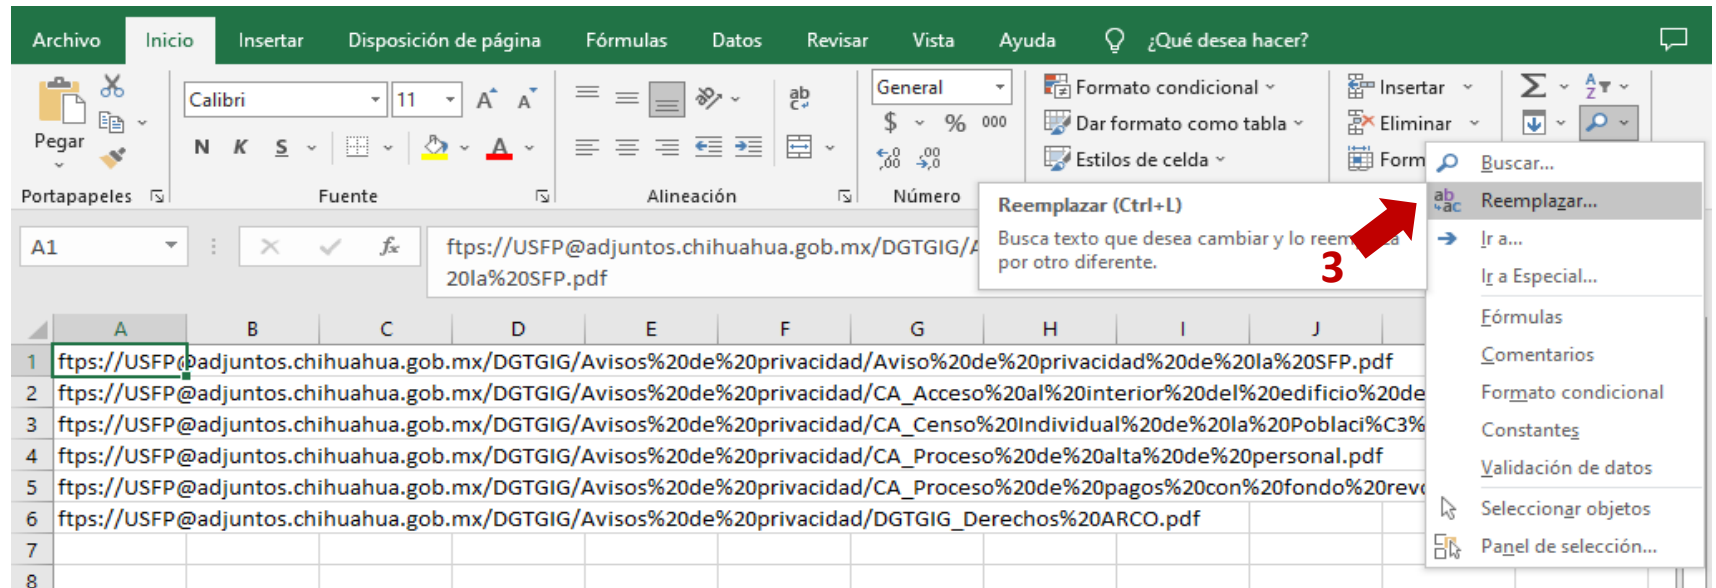 Archivo Inicio Insertar Disposición de página Fórmulas Datos Revisar Vista Ayuda ¿Qué desea hacer?
Pegar
Portapapeles
Calibri 11 A A
N K S A
Fuente
ab
c
Alineación
General
$ % 000
,00 ,0
,00 ,0
Número
Formato condicional
Dar formato como tabla
Estilos de celda
Insertar
Eliminar
Form
Σ A Z
Buscar...
Reemplazar...
Ir a...
Ir a Especial...
Fórmulas
Comentarios
Formato condicional
Constantes
Validación de datos
Seleccionar objetos
Panel de selección...
Reemplazar (Ctrl+L)
Busca texto que desea cambiar y lo
por otro diferente.
3
A1 fx ftps://USFP@adjuntos.chihuahua.gob.mx/DGTGIG/
20la%20SFP.pdf
A B C D E F G H I J
1 ftps://USFP@adjuntos.chihuahua.gob.mx/DGTGIG/Avisos%20de%20privacidad/Aviso%20de%20privacidad%20de%20la%20SFP.pdf
2 ftps://USFP@adjuntos.chihuahua.gob.mx/DGTGIG/Avisos%20de%20privacidad/CA_Acceso%20al%20interior%20del%20edificio%20de
3 ftps://USFP@adjuntos.chihuahua.gob.mx/DGTGIG/Avisos%20de%20privacidad/CA_Censo%20Individual%20de%20la%20Poblaci%C3%
4 ftps://USFP@adjuntos.chihuahua.gob.mx/DGTGIG/Avisos%20de%20privacidad/CA_Proceso%20de%20alta%20de%20personal.pdf
5 ftps://USFP@adjuntos.chihuahua.gob.mx/DGTGIG/Avisos%20de%20privacidad/CA_Proceso%20de%20pagos%20con%20fondo%20rev
6 ftps://USFP@adjuntos.chihuahua.gob.mx/DGTGIG/Avisos%20de%20privacidad/DGTGIG_Derechos%20ARCO.pdf
7
8